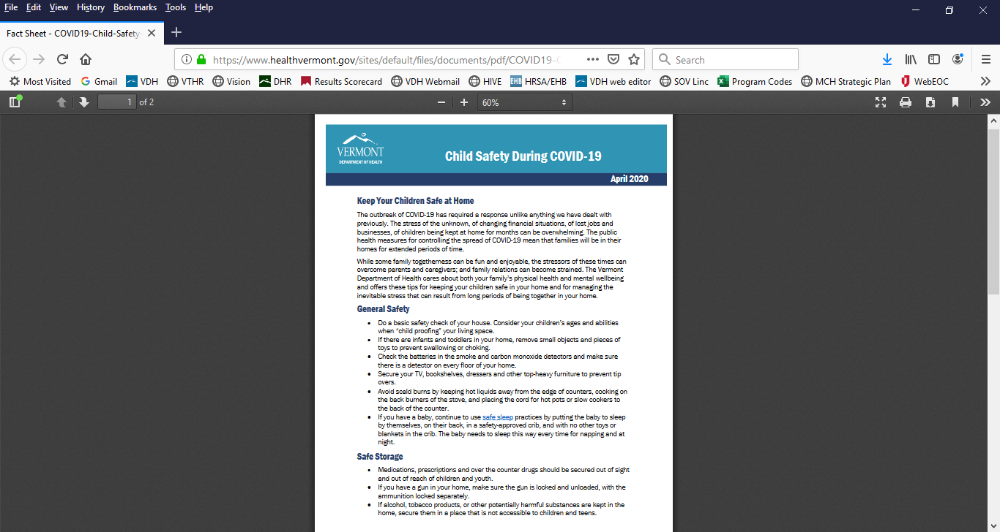 File Edit View History Bookmarks Tools Help
Fact Sheet - COVID19-Child-Safety-
https://www.healthvermont.gov/sites/default/files/documents/pdf/COVID19-
Search
Most Visited Gmail VDH VTHR Vision DHR Results Scorecard VDH Webmail HIVE EHB HRSA/EHB VDH web editor SOV Linc Program Codes MCH Strategic Plan WebEOC
1 of 2
60%
VERMONT
DEPARTMENT OF HEALTH
Child Safety During COVID-19
April 2020
Keep Your Children Safe at Home
The outbreak of COVID-19 has required a response unlike anything we have dealt with
previously. The stress of the unknown, of changing financial situations, of lost jobs and
businesses, of children being kept at home for months can be overwhelming. The public
health measures for controlling the spread of COVID-19 mean that families will be in their
homes for extended periods of time.
While some family togetherness can be fun and enjoyable, the stressors of these times can
overcome parents and caregivers; and family relations can become strained. The Vermont
Department of Health cares about both your family's physical health and mental wellbeing
and offers these tips for keeping your children safe in your home and for managing the
inevitable stress that can result from long periods of being together in your home.
General Safety
• Do a basic safety check of your house. Consider your children's ages and abilities
when "child proofing" your living space.
• If there are infants and toddlers in your home, remove small objects and pieces of
toys to prevent swallowing or choking.
• Check the batteries in the smoke and carbon monoxide detectors and make sure
there is a detector on every floor of your home.
• Secure your TV, bookshelves, dressers and other top-heavy furniture to prevent tip
overs.
• Avoid scald burns by keeping hot liquids away from the edge of counters, cooking on
the back burners of the stove, and placing the cord for hot pots or slow cookers to
the back of the counter.
• If you have a baby, continue to use safe sleep practices by putting the baby to sleep
by themselves, on their back, in a safety-approved crib, and with no other toys or
blankets in the crib. The baby needs to sleep this way every time for napping and at
night.
Safe Storage
• Medications, prescriptions and over the counter drugs should be secured out of sight
and out of reach of children and youth.
• If you have a gun in your home, make sure the gun is locked and unloaded, with the
ammunition locked separately.
• If alcohol, tobacco products, or other potentially harmful substances are kept in the
home, secure them in a place that is not accessible to children and teens.